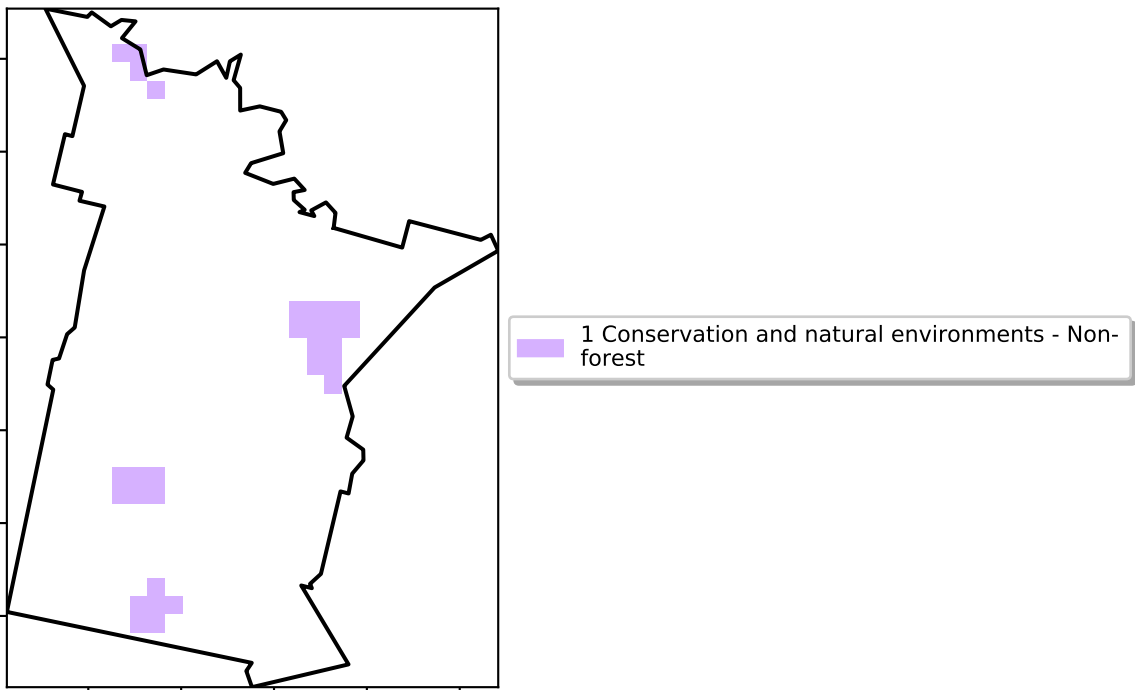 1 Conservation and natural environments - Non-
forest